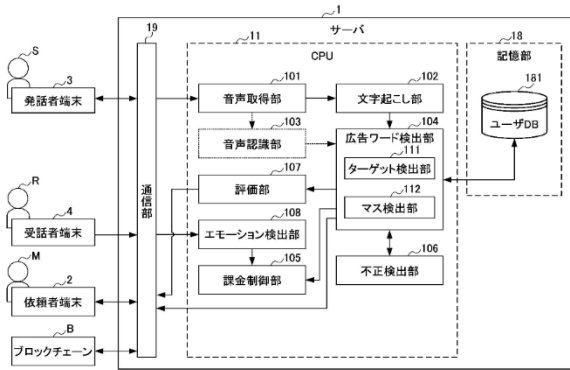 1
サーバ
19
11
CPU
18
記憶部
S
3
発話者端末
101
音声取得部
102
文字起こし部
181
ユーザDB
103
音声認識部
104
広告ワード検出部
111
ターゲット検出部
107
評価部
112
マス検出部
R
4
受話者端末
通信部
108
エモーション検出部
M
2
依頼者端末
105
課金制御部
106
不正検出部
B
ブロックチェーン